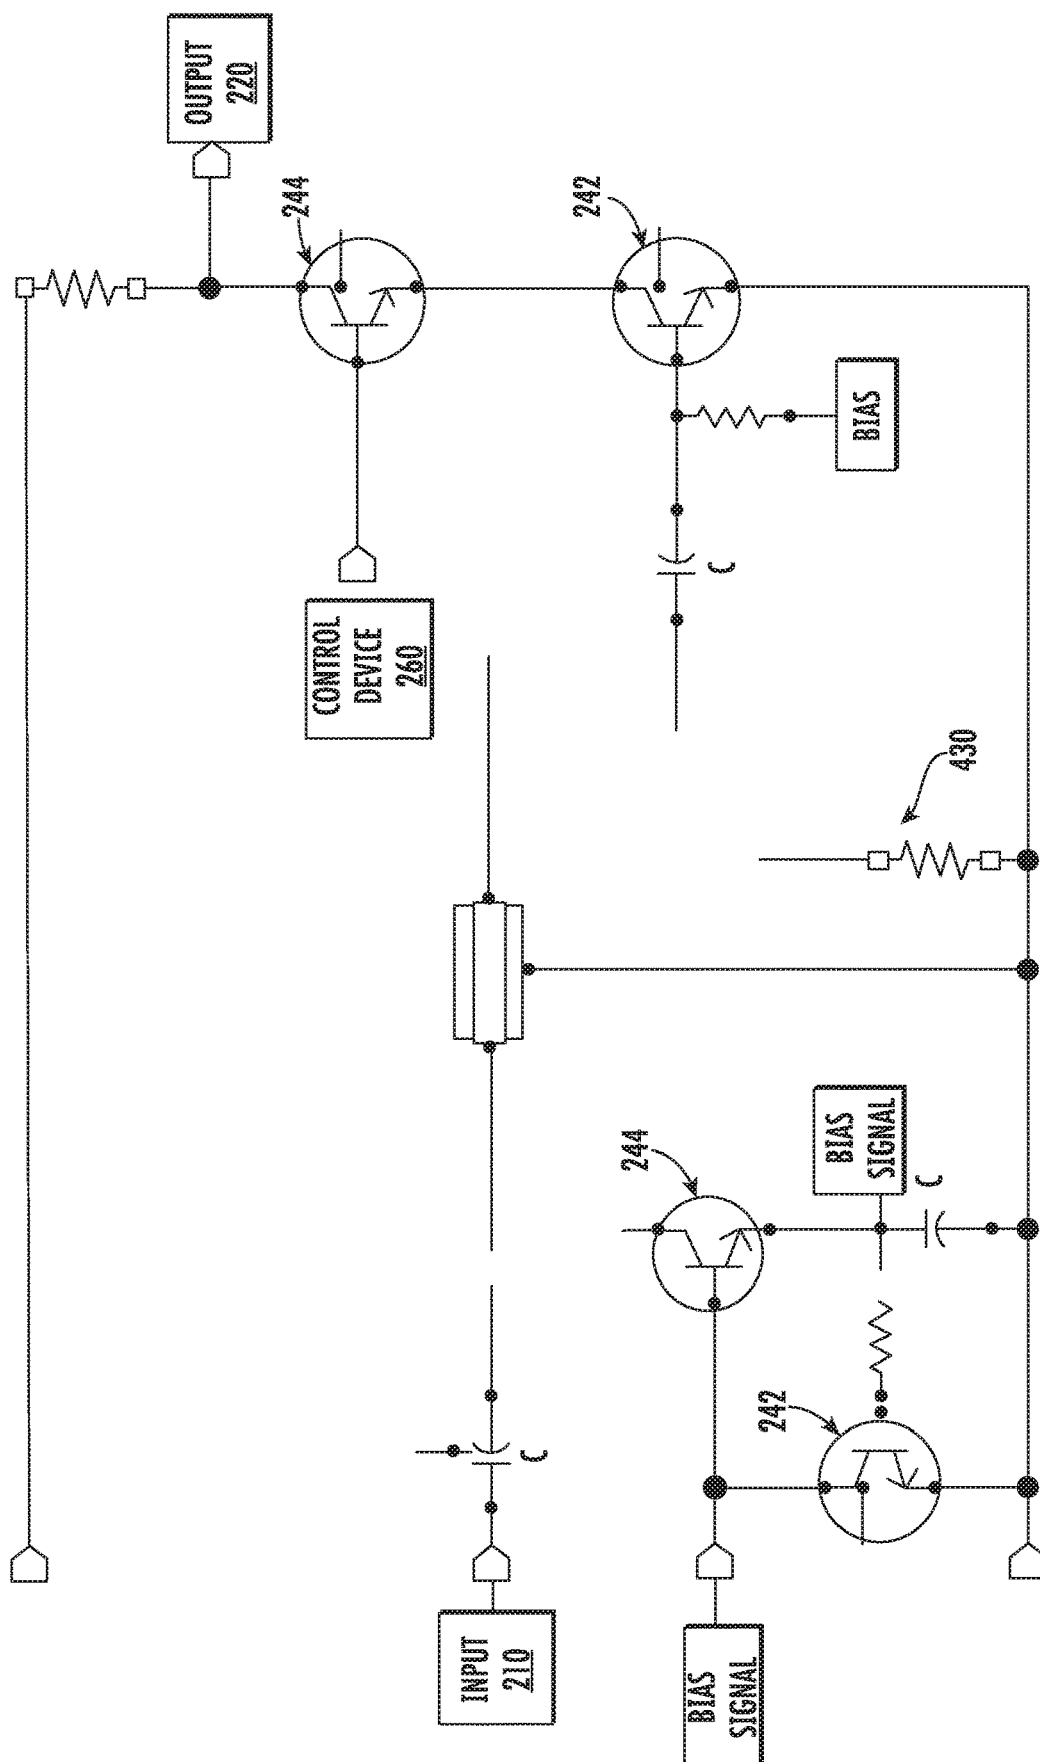 OUTPUT
220
244
242
BIAS
C
CONTROL
DEVICE
260
430
BIAS
SIGNAL
C
244
242
C
INPUT
210
BIAS
SIGNAL